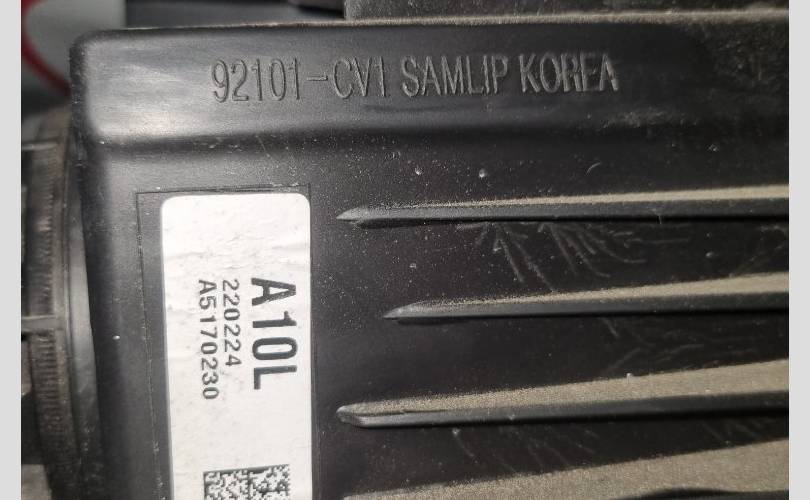 92101-CV1 SAMLIP KOREA
A10L
220224
A5170230